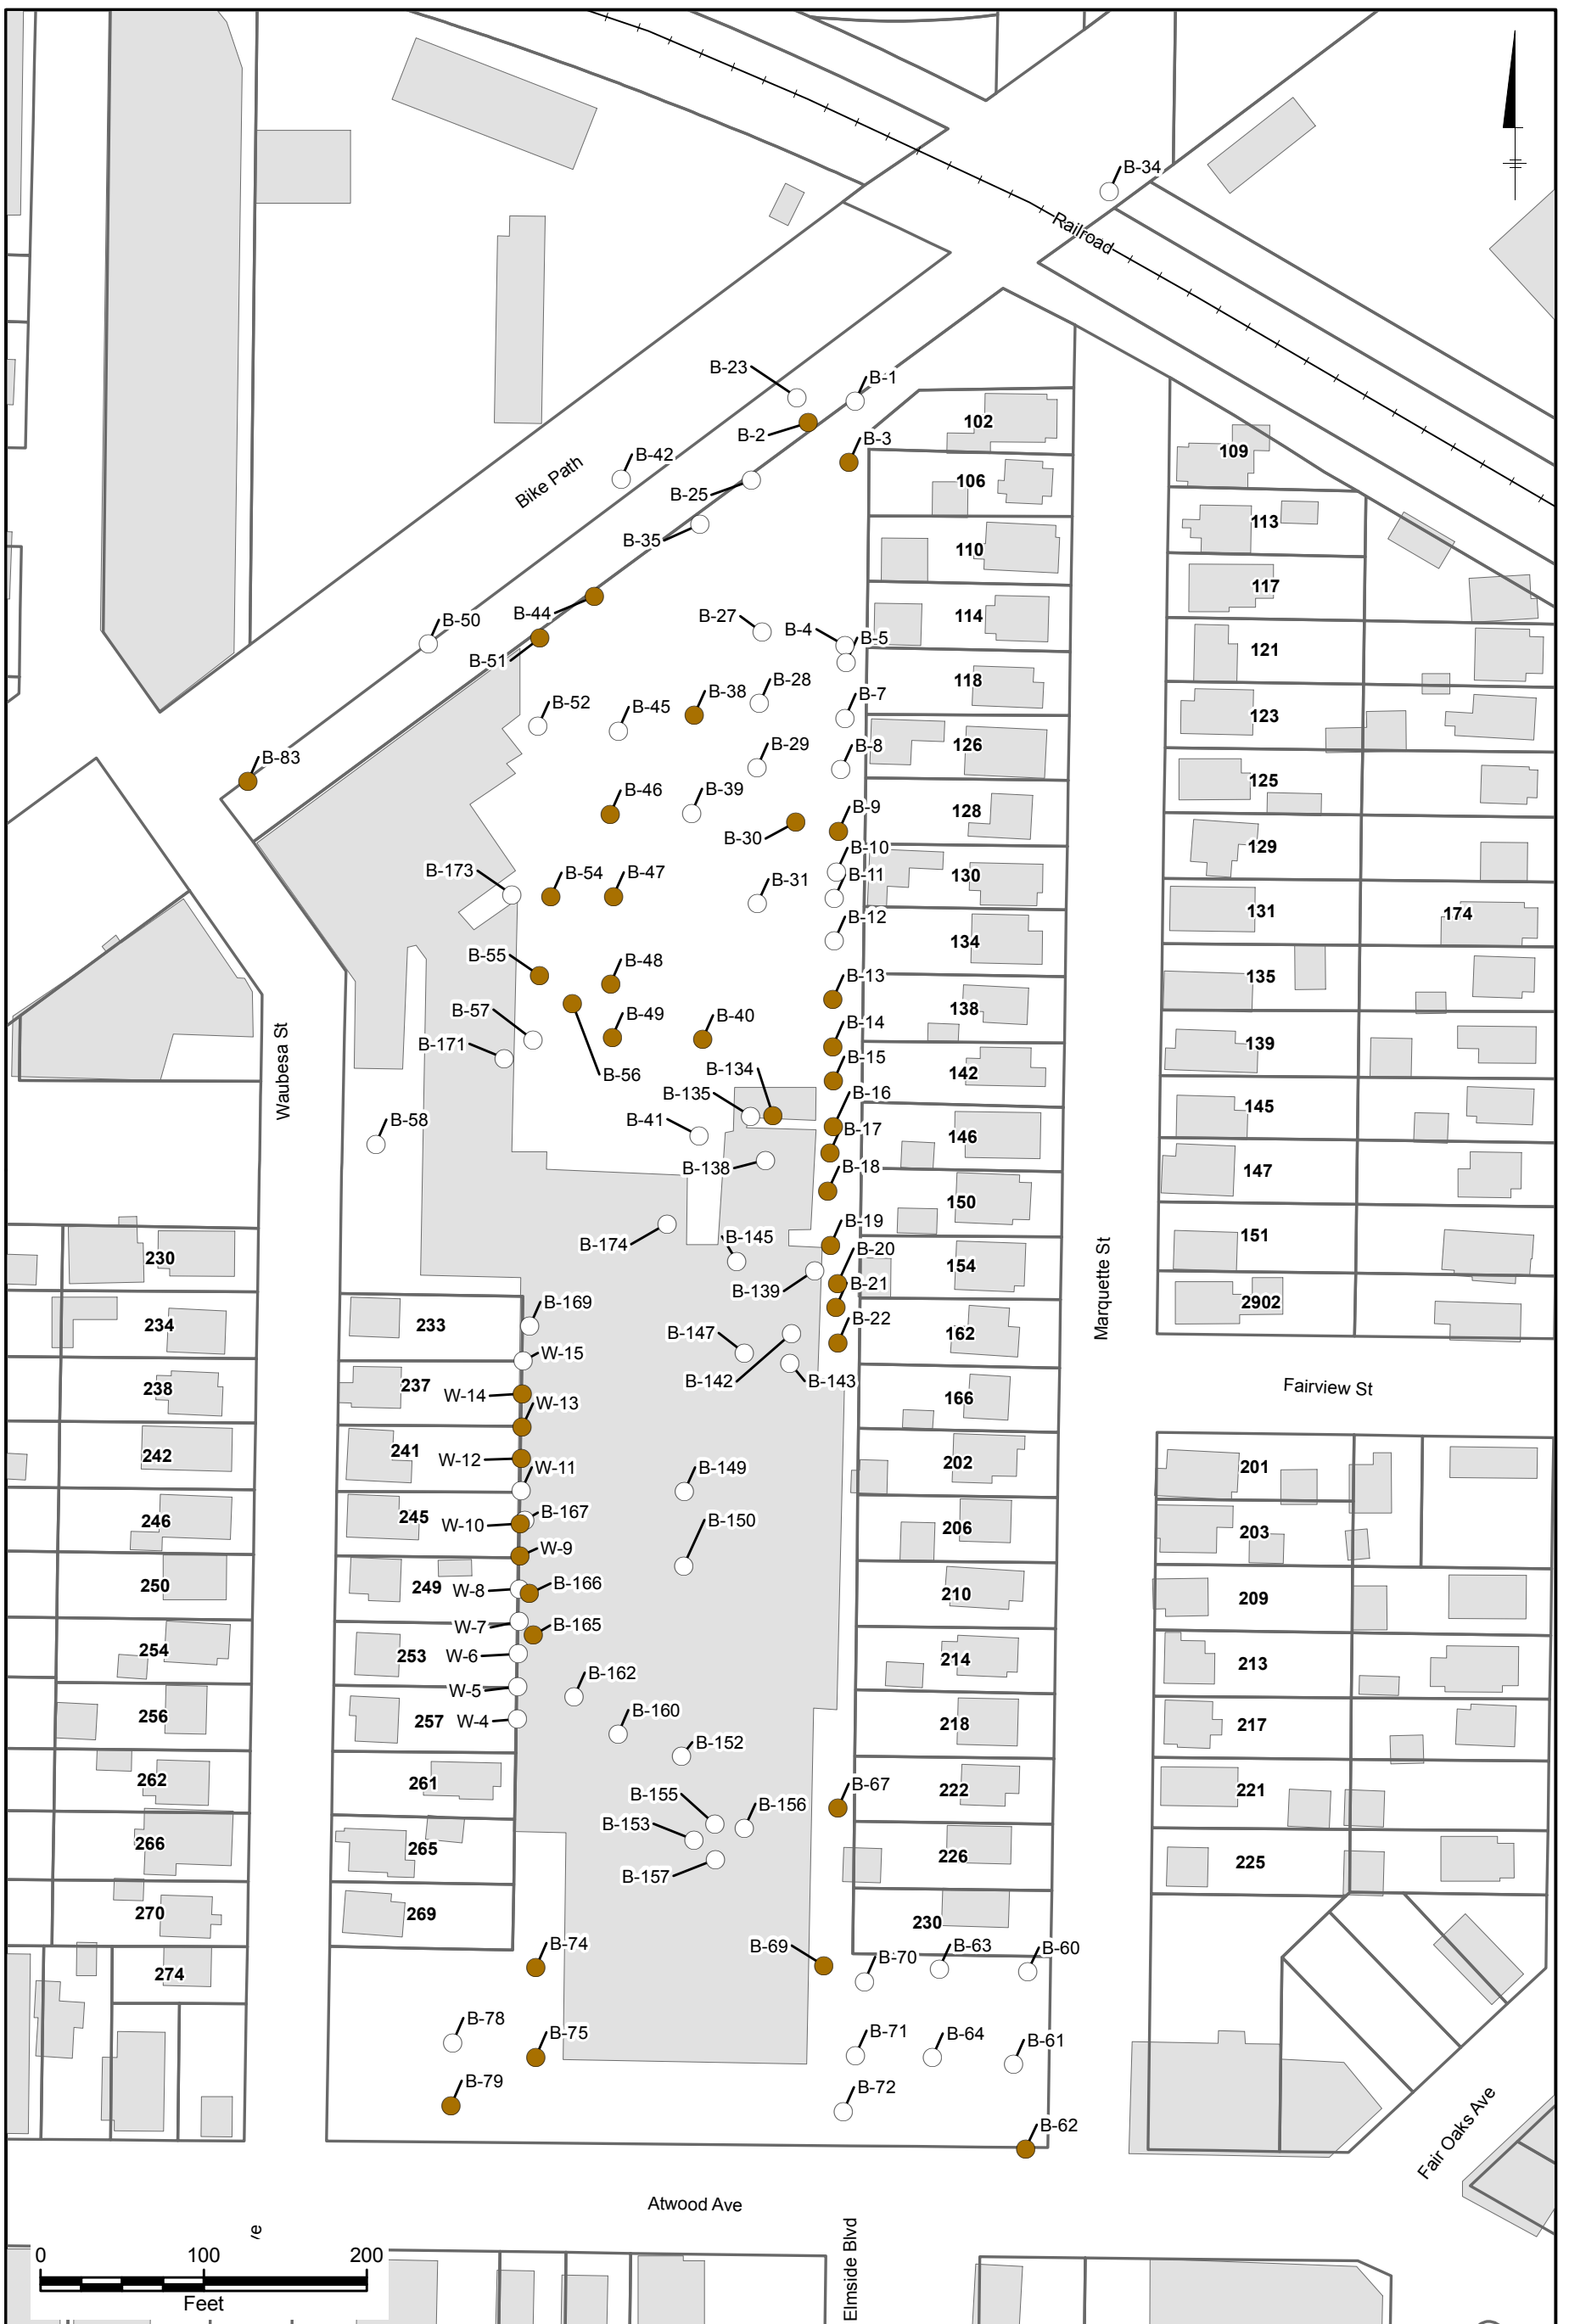 B-34
Railroad
B-23
B-1
B-2
B-3
102
109
B-42
Bike Path
B-25
106
B-35
113
110
B-44
117
B-50
B-27
B-4
114
B-5
B-51
121
118
B-28
B-38
B-7
B-52
B-45
123
126
B-29
B-8
B-83
125
B-46
B-39
B-9
128
B-30
B-10
129
B-173
B-54
B-47
B-11
130
B-31
131
174
B-12
134
B-55
B-48
135
B-13
138
B-57
B-49
B-40
B-14
139
B-171
B-15
Waubesa St
B-134
142
B-56
B-135
B-16
145
B-58
B-41
B-17
146
B-138
B-18
147
150
B-19
B-145
151
B-174
B-20
230
154
B-139
B-21
Marquette St
B-169
2902
B-22
234
233
162
B-147
W-15
B-142
B-143
Fairview St
238
237
W-14
166
W-13
241
242
W-12
W-11
202
201
B-149
B-167
245
W-10
246
B-150
206
203
W-9
250
249
W-8
B-166
210
209
W-7
B-165
254
253
W-6
214
213
B-162
W-5
256
257
W-4
B-160
218
217
B-152
262
261
B-67
222
221
B-155
B-156
B-153
266
265
226
225
B-157
270
269
230
B-74
B-69
B-63
B-60
B-70
274
B-78
B-75
B-71
B-64
B-61
B-79
B-72
B-62
Fair Oaks Ave
Atwood Ave
ve
Elmside Blvd
0 100 200
Feet